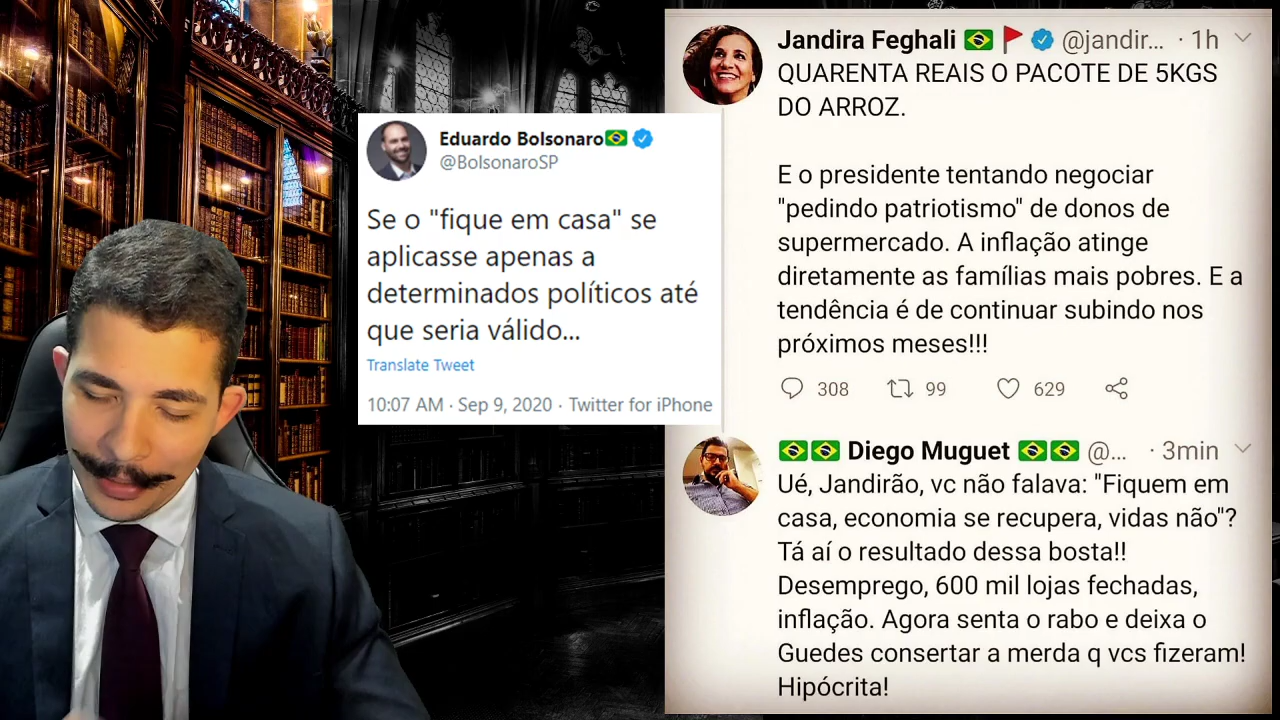 Eduardo Bolsonaro
@BolsonaroSP
Se o "fique em casa" se
aplicasse apenas a
determinados políticos até
que seria válido...
Translate Tweet
10:07 AM · Sep 9, 2020 · Twitter for iPhone
Jandira Feghali @jandir... · 1h
QUARENTA REAIS O PACOTE DE 5KGS
DO ARROZ.
E o presidente tentando negociar
"pedindo patriotismo" de donos de
supermercado. A inflação atinge
diretamente as famílias mais pobres. E a
tendência é de continuar subindo nos
próximos meses!!!
308 99 629
Diego Muguet @... · 3min
Ué, Jandirão, vc não falava: "Fiquem em
casa, economia se recupera, vidas não"?
Tá aí o resultado dessa bosta!!
Desemprego, 600 mil lojas fechadas,
inflação. Agora senta o rabo e deixa o
Guedes consertar a merda q vcs fizeram!
Hipócrita!